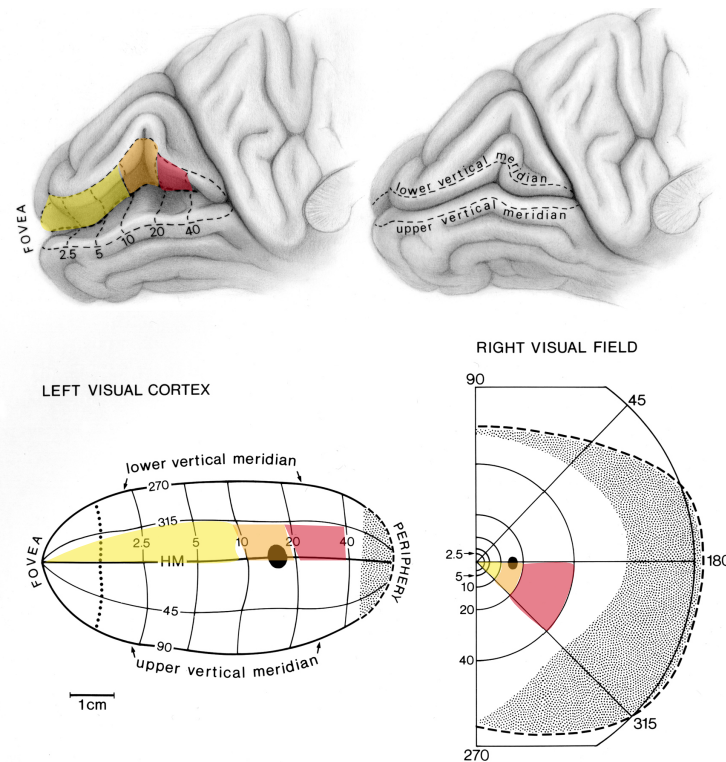 FOVEA
2.5
5
10
20
40
lower vertical meridian
upper vertical meridian
LEFT VISUAL CORTEX
lower vertical meridian
270
315
2.5
5
10
20
40
HM
FOVEA
PERIPHERY
45
90
upper vertical meridian
1cm
RIGHT VISUAL FIELD
90
45
2.5
5
10
20
40
180
315
270